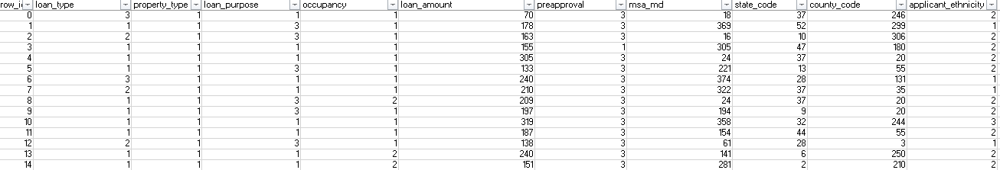 row_i loan_type property_type loan_purpose occupancy loan_amount preapproval msa_md state_code county_code applicant_ethnicity
0 3 1 1 1 70 3 18 37 246 2
1 1 1 3 1 178 3 369 52 299 1
2 2 1 3 1 163 3 16 10 306 2
3 1 1 1 1 155 1 305 47 180 2
4 1 1 1 1 305 3 24 37 20 2
5 1 1 3 1 133 3 221 13 55 2
6 3 1 1 1 240 3 374 28 131 1
7 2 1 1 1 210 3 322 37 35 1
8 1 1 3 2 209 3 24 37 20 2
9 1 1 3 1 197 3 194 9 20 2
10 1 1 1 1 319 3 358 32 244 3
11 1 1 1 1 187 3 154 44 55 2
12 2 1 3 1 138 3 61 28 3 1
13 1 1 1 2 240 3 141 6 250 2
14 1 1 1 2 151 3 281 2 210 2